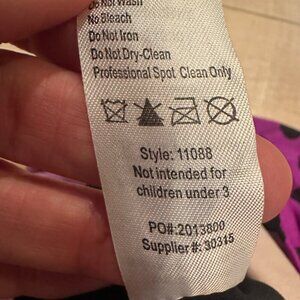 Do Not Wash
No Bleach
Do Not Iron
Do Not Dry-Clean
Professional Spot Clean Only
Style: 11088
Not intended for
children under 3
PO#:2013800
Supplier#: 30315